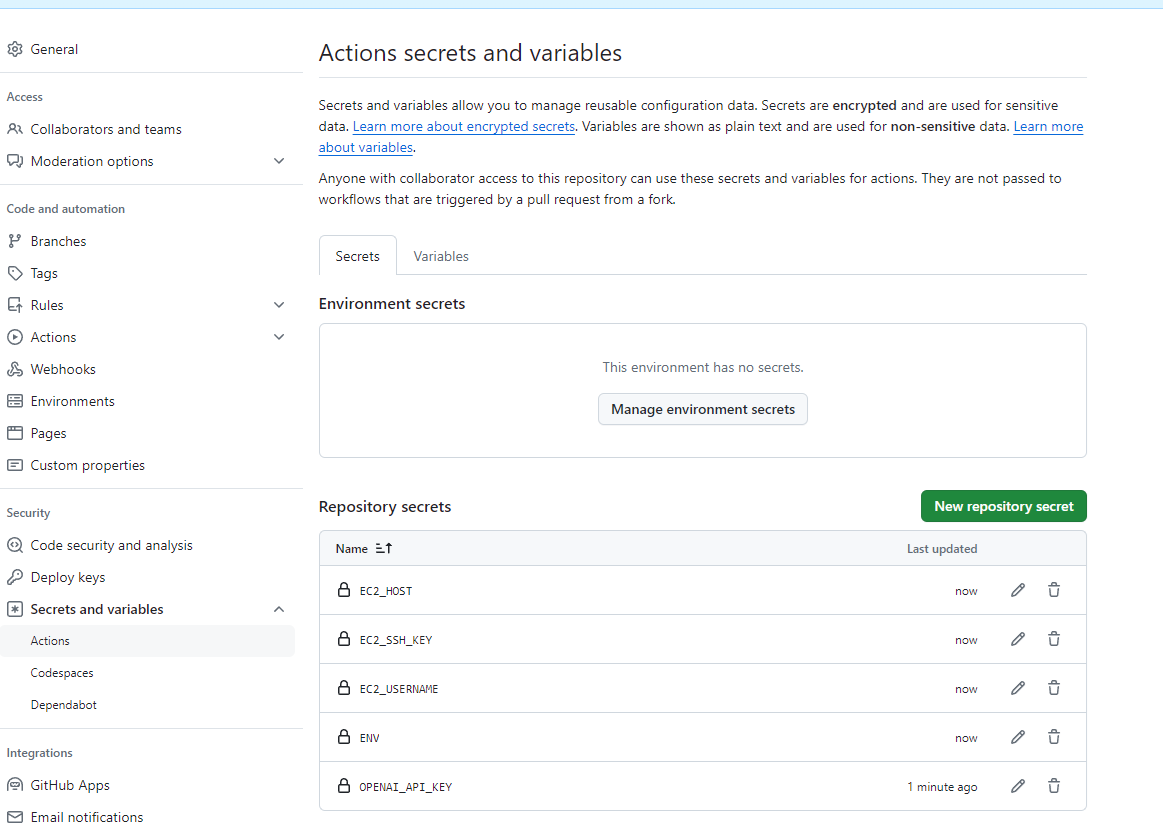 General
Access
Collaborators and teams
Moderation options
Code and automation
Branches
Tags
Rules
Actions
Webhooks
Environments
Pages
Custom properties
Security
Code security and analysis
Deploy keys
Secrets and variables
Actions
Codespaces
Dependabot
Integrations
GitHub Apps
Email notifications
Actions secrets and variables
Secrets and variables allow you to manage reusable configuration data. Secrets are encrypted and are used for sensitive
data. Learn more about encrypted secrets. Variables are shown as plain text and are used for non-sensitive data. Learn more
about variables.
Anyone with collaborator access to this repository can use these secrets and variables for actions. They are not passed to
workflows that are triggered by a pull request from a fork.
Secrets Variables
Environment secrets
This environment has no secrets.
Manage environment secrets
Repository secrets New repository secret
Name Last updated
EC2_HOST now
EC2_SSH_KEY now
EC2_USERNAME now
ENV now
OPENAI_API_KEY 1 minute ago